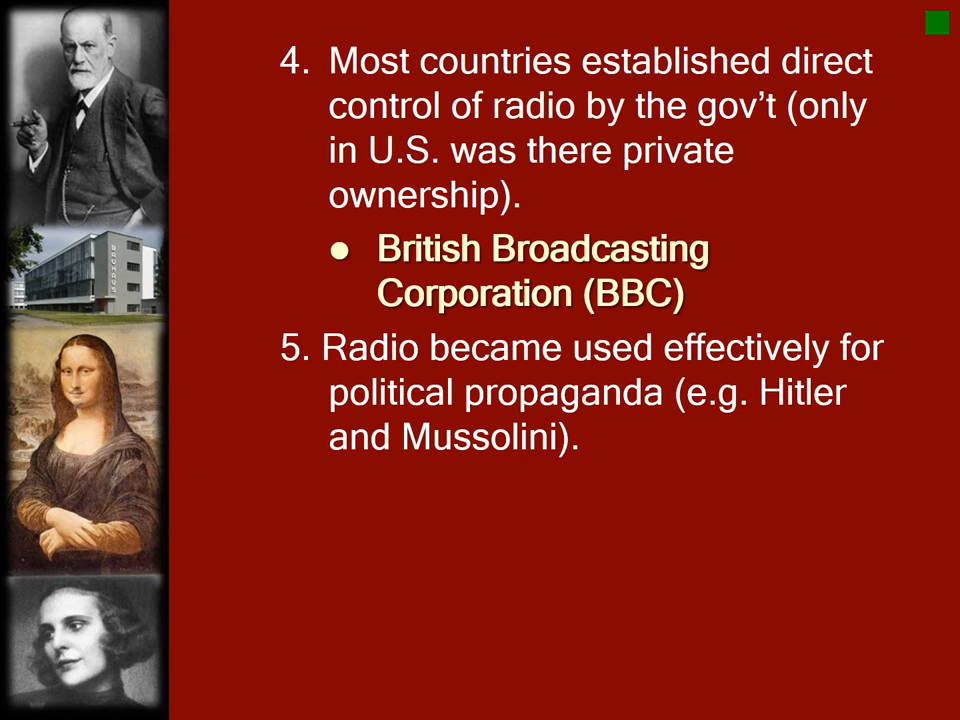 4. Most countries established direct
control of radio by the gov’t (only
in U.S. was there private
ownership).
● British Broadcasting
Corporation (BBC)
5. Radio became used effectively for
political propaganda (e.g. Hitler
and Mussolini).
BAUHAUS